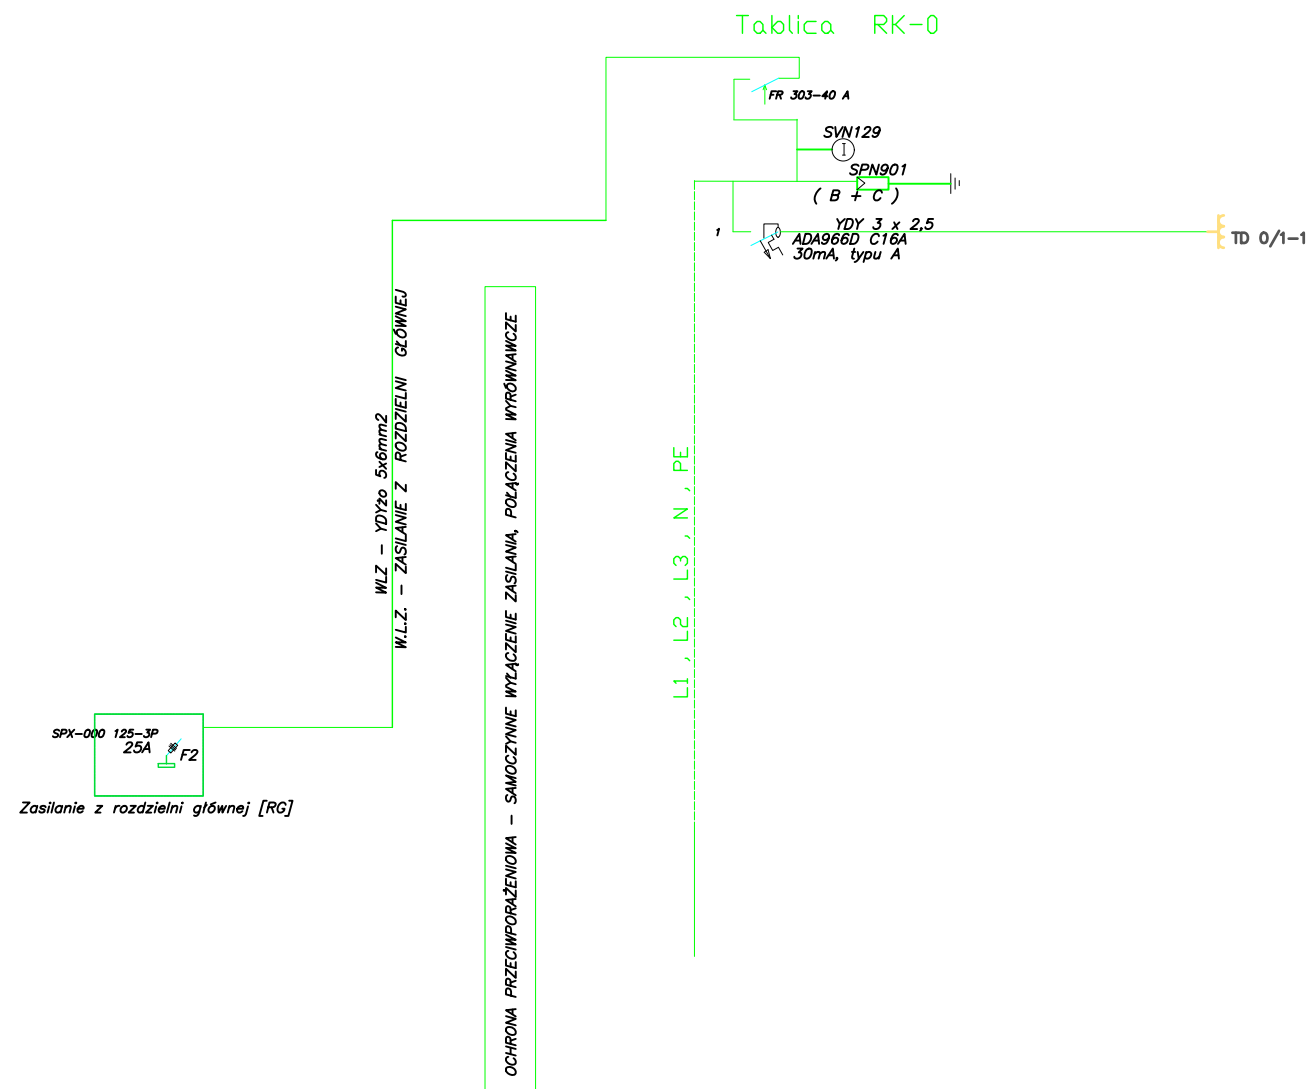 Tablica RK-0
FR 303-40 A
SVN129
SPN901
( B + C )
1
YDY 3 x 2,5
ADA966D C16A
30mA, typu A
TD 0/1-1
WLZ - YDYżo 5x6mm2
W.L.Z. - ZASILANIE Z ROZDZIELNI GŁÓWNEJ
OCHRONA PRZECIWPORAŻENIOWA - SAMOCZYNNE WYŁĄCZENIE ZASILANIA, POŁĄCZENIA WYRÓWNAWCZE
L1 , L2 , L3 , N , PE
SPX-000 125-3P
25A
F2
Zasilanie z rozdzielni głównej [RG]